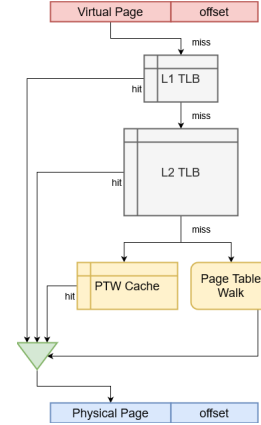 Virtual Page offset
miss
L1 TLB
hit
miss
L2 TLB
hit
miss
PTW Cache
hit
Page Table
Walk
Physical Page offset